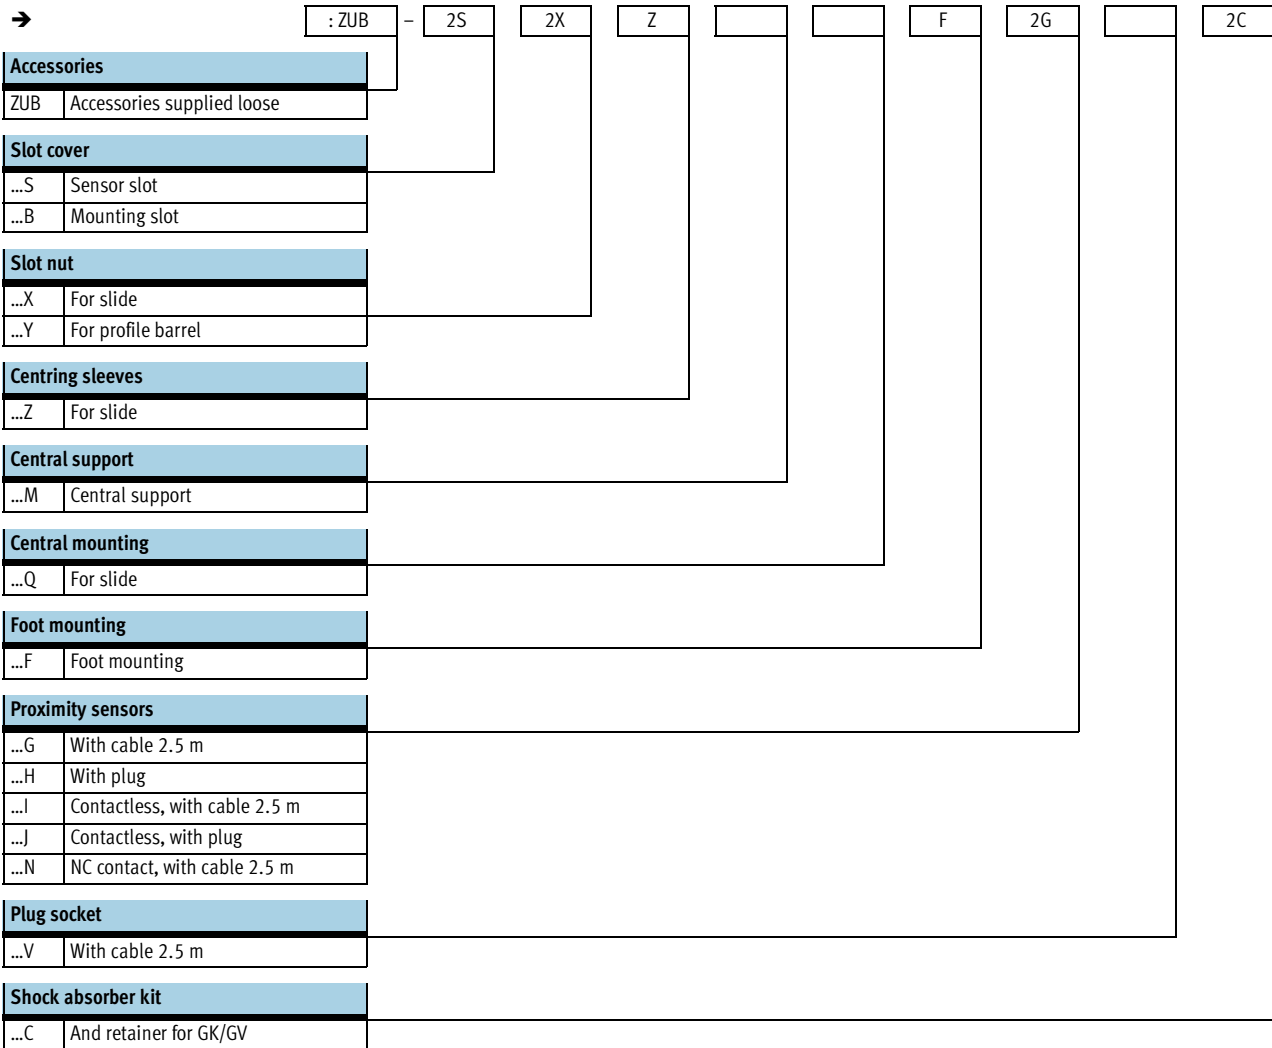 ➔ : ZUB – 2S 2X Z F 2G 2C
Accessories
ZUB Accessories supplied loose
Slot cover
...S Sensor slot
...B Mounting slot
Slot nut
...X For slide
...Y For profile barrel
Centring sleeves
...Z For slide
Central support
...M Central support
Central mounting
...Q For slide
Foot mounting
...F Foot mounting
Proximity sensors
...G With cable 2.5 m
...H With plug
...I Contactless, with cable 2.5 m
...J Contactless, with plug
...N NC contact, with cable 2.5 m
Plug socket
...V With cable 2.5 m
Shock absorber kit
...C And retainer for GK/GV